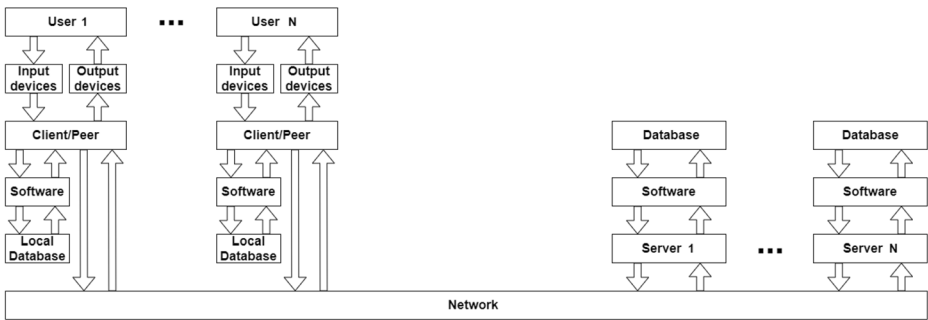 User 1
...
User N
Input
devices
Output
devices
Input
devices
Output
devices
Client/Peer
Client/Peer
Database
Database
Software
Software
Software
Software
Local
Database
Local
Database
Server 1
...
Server N
Network